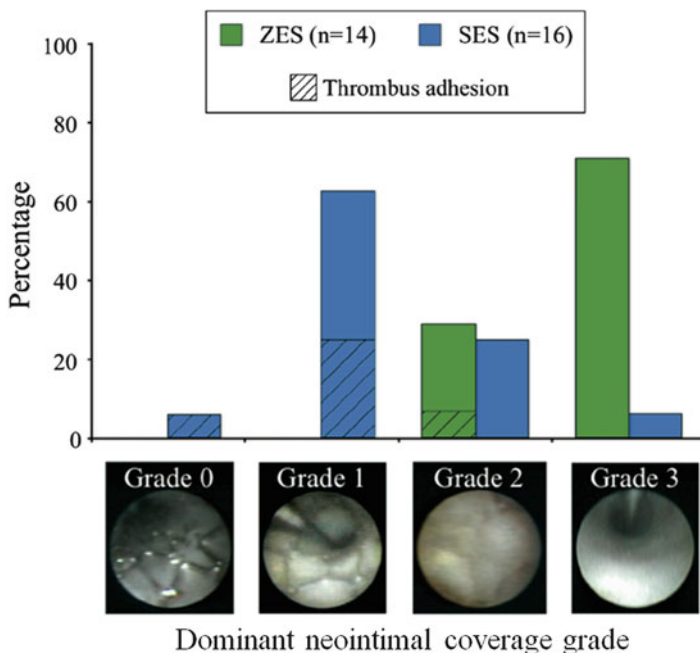 ZES (n=14) SES (n=16)
Thrombus adhesion
100
80
60
40
20
0
Percentage
Grade 0 Grade 1 Grade 2 Grade 3
Dominant neointimal coverage grade